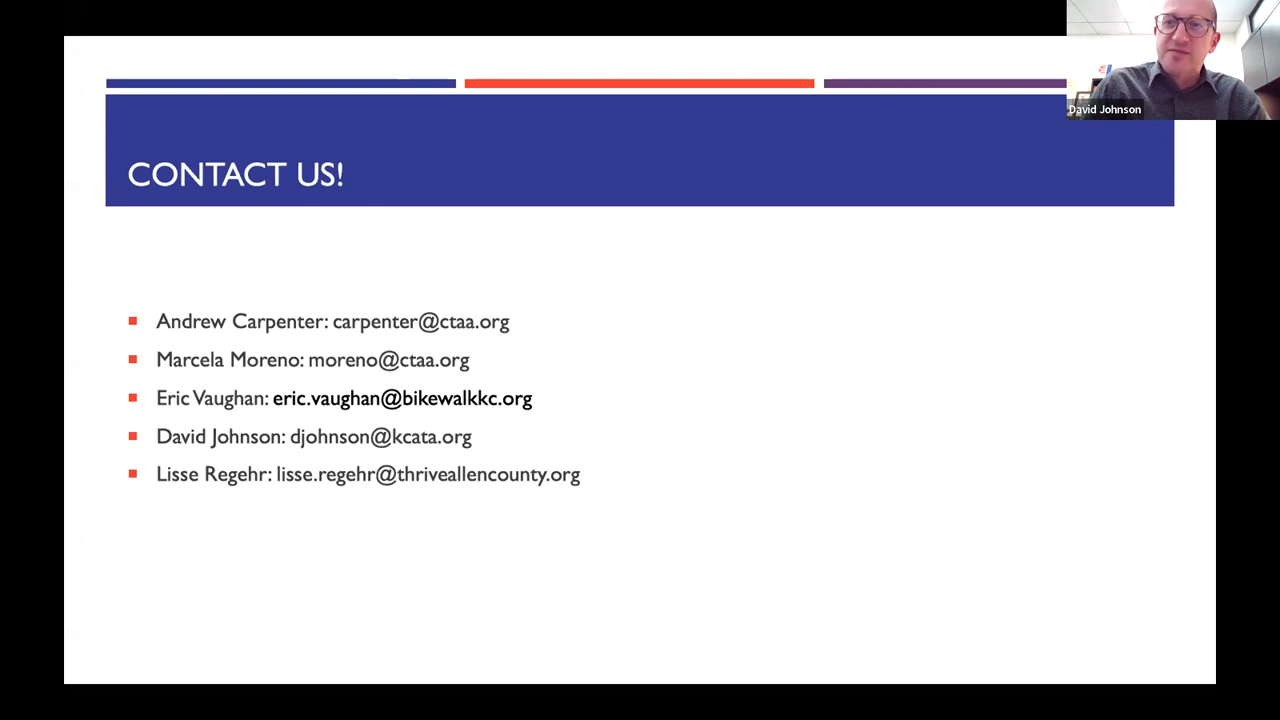 David Johnson
CONTACT US!
Andrew Carpenter: carpenter@ctaa.org
Marcela Moreno: moreno@ctaa.org
Eric Vaughan: eric.vaughan@bikewalkkc.org
David Johnson: djohnson@kcata.org
Lisse Regehr: lisse.regehr@thriveallencounty.org